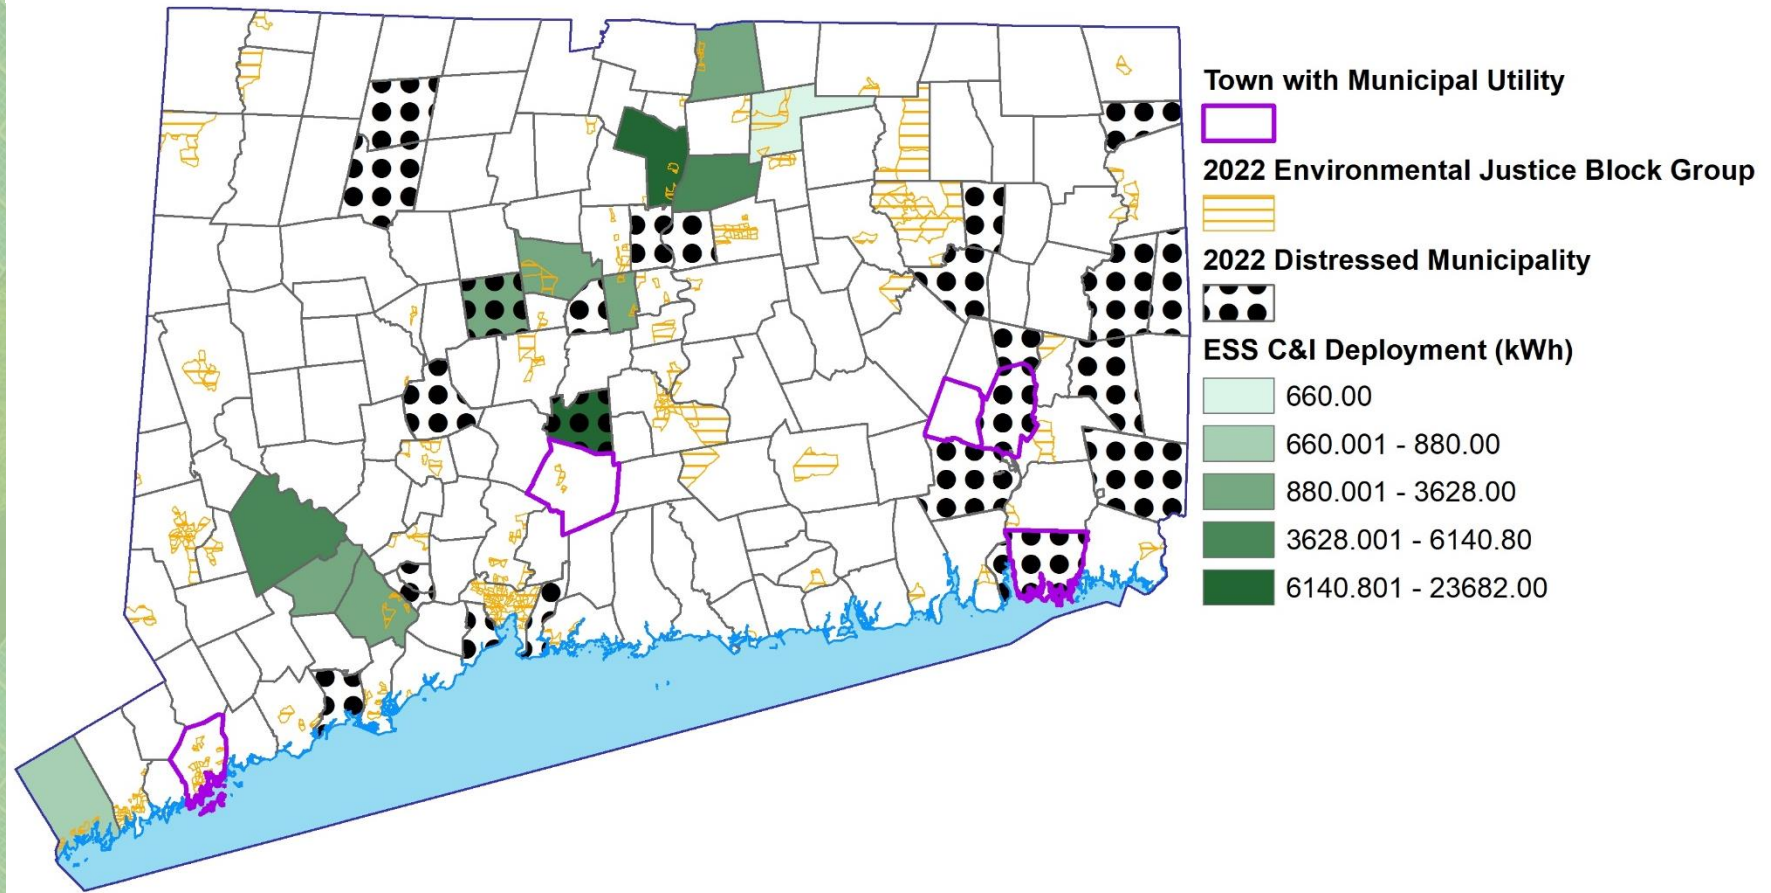 Town with Municipal Utility
2022 Environmental Justice Block Group
2022 Distressed Municipality
ESS C&I Deployment (kWh)
660.00
660.001 - 880.00
880.001 - 3628.00
3628.001 - 6140.80
6140.801 - 23682.00